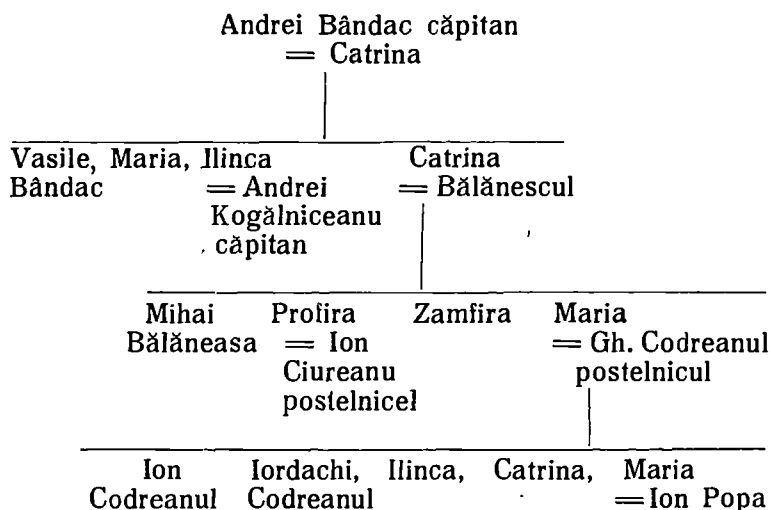 Andrei Bândac căpitan
= Catrina
Vasile, Maria, Ilinca Catrina
Bândac = Andrei = Bălănescul
Kogălniceanu
căpitan
Mihai Profira Zamfira Maria
Bălăneasa = Ion = Gh. Codreanul
Ciureanu postelnicul
postelnicel
Ion Iordachi, Ilinca, Catrina, Maria
Codreanul Codreanul = Ion Popa